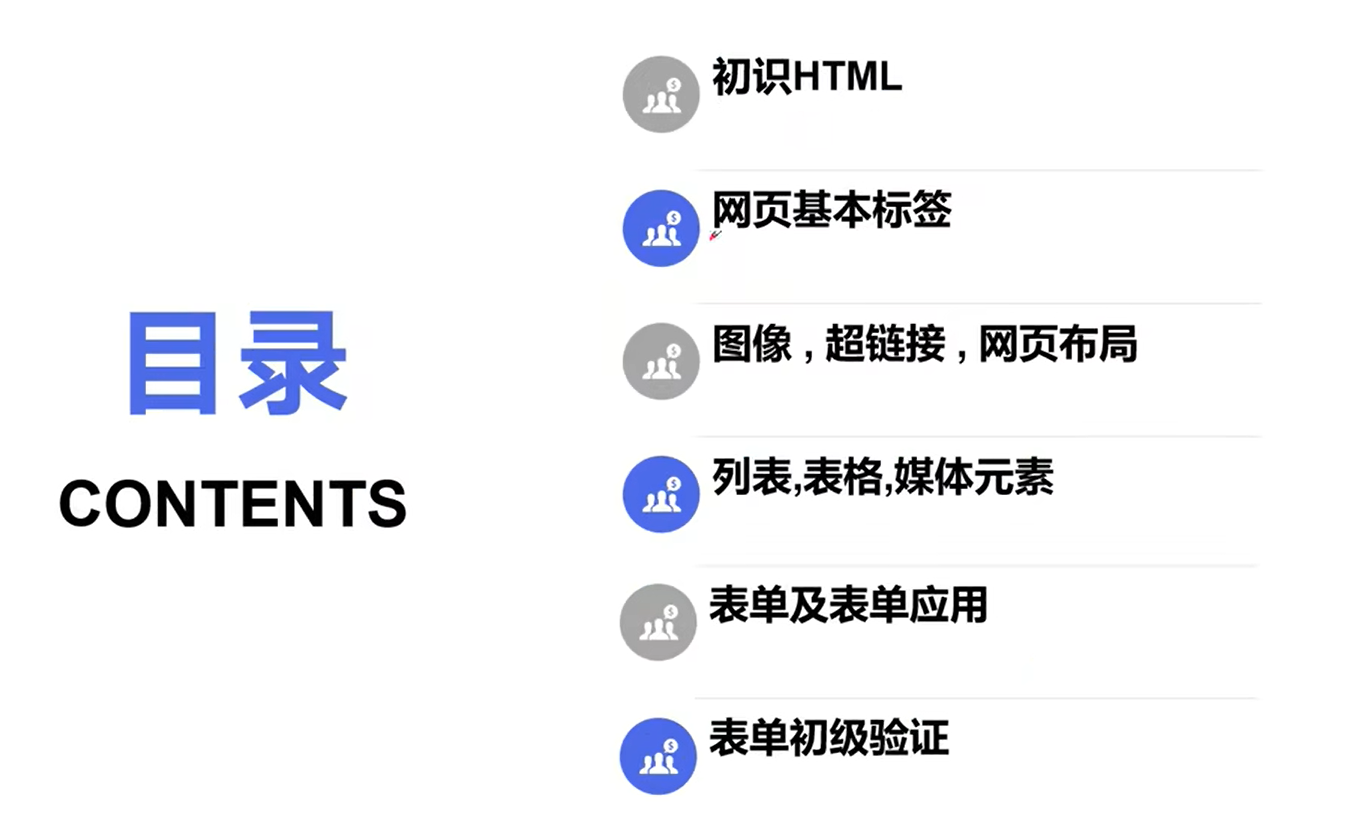 目录
CONTENTS
初识HTML
网页基本标签
图像 , 超链接 , 网页布局
列表,表格,媒体元素
表单及表单应用
表单初级验证